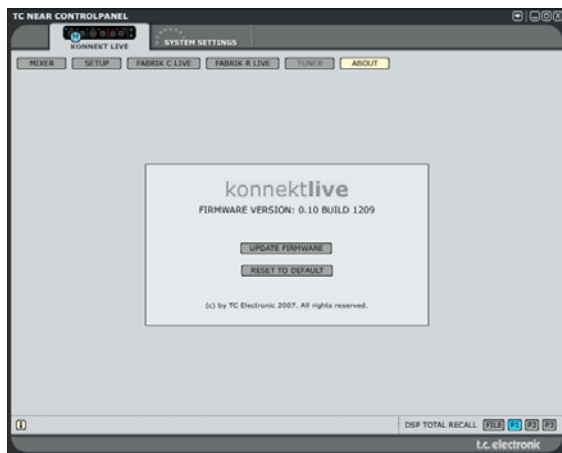 TC NEAR CONTROLPANEL
KONNEKT LIVE
SYSTEM SETTINGS
MIXER SETUP FABRIK C LIVE FABRIK R LIVE TUNER ABOUT
konnektlive
FIRMWARE VERSION: 0.10 BUILD 1209
UPDATE FIRMWARE
RESET TO DEFAULT
(c) by TC Electronic 2007. All rights reserved.
i DSP TOTAL RECALL FILE P1 P2 P3
t.c. electronic